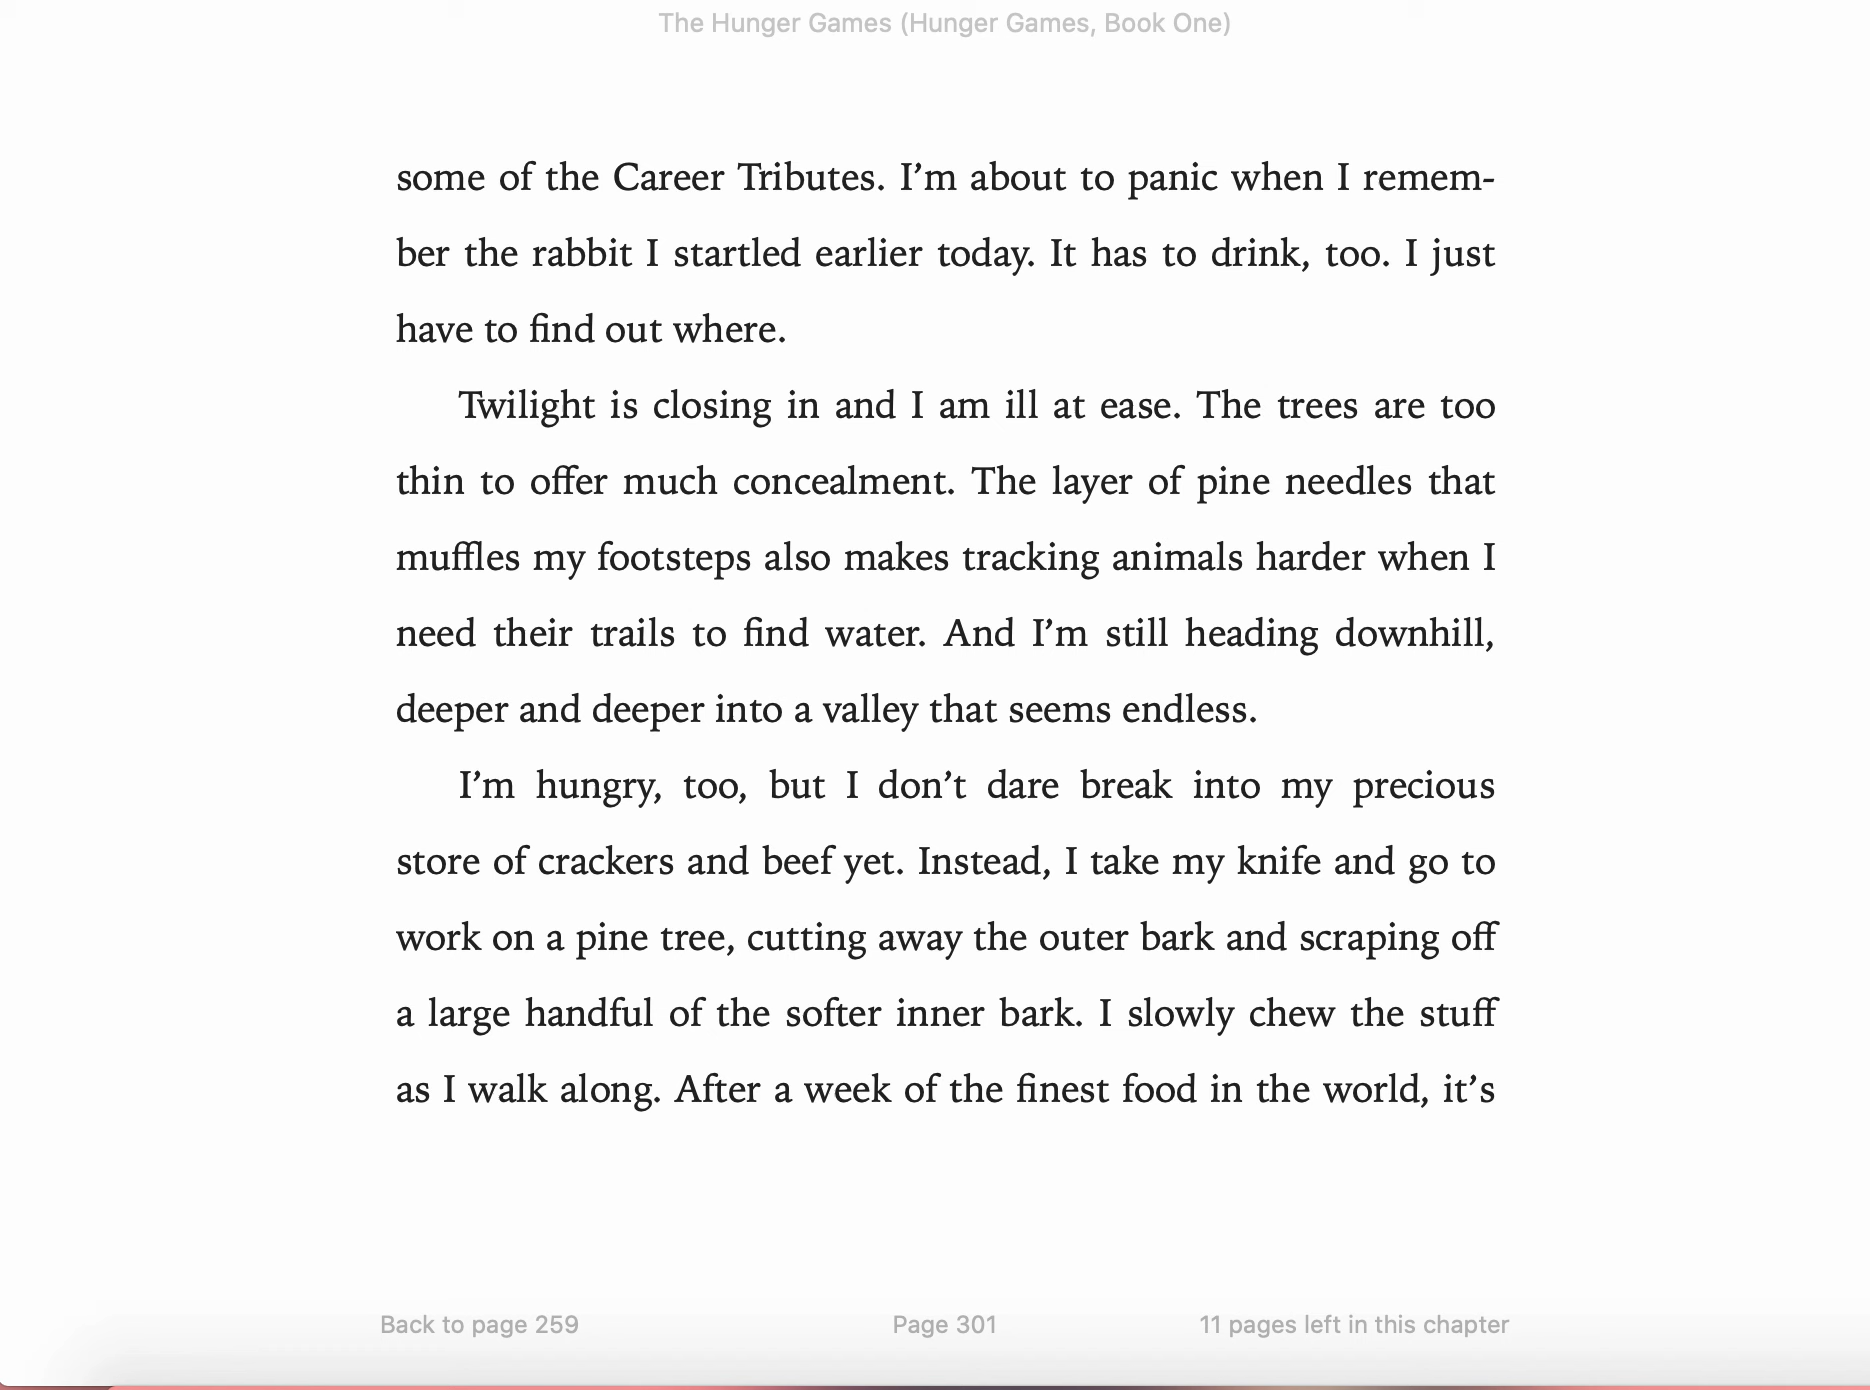 The Hunger Games (Hunger Games, Book One)
some of the Career Tributes. I’m about to panic when I remem-
ber the rabbit I startled earlier today. It has to drink, too. I just
have to find out where.
Twilight is closing in and I am ill at ease. The trees are too
thin to offer much concealment. The layer of pine needles that
muffles my footsteps also makes tracking animals harder when I
need their trails to find water. And I’m still heading downhill,
deeper and deeper into a valley that seems endless.
I’m hungry, too, but I don’t dare break into my precious
store of crackers and beef yet. Instead, I take my knife and go to
work on a pine tree, cutting away the outer bark and scraping off
a large handful of the softer inner bark. I slowly chew the stuff
as I walk along. After a week of the finest food in the world, it’s
Back to page 259 Page 301 11 pages left in this chapter